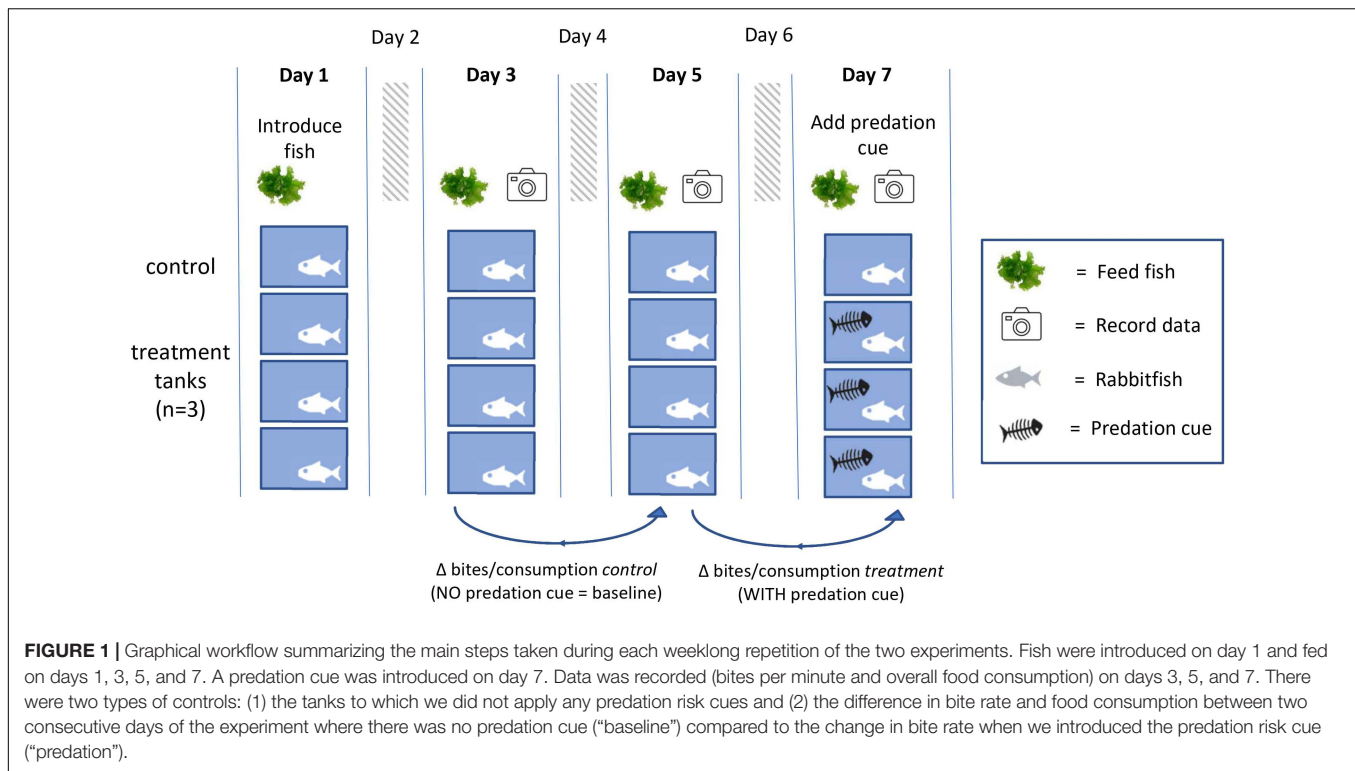 Day 2
Day 4
Day 6
Day 1
Day 3
Day 5
Day 7
Introduce
fish
Add predation
cue
control
treatment
tanks
(n=3)
= Feed fish
= Record data
= Rabbitfish
= Predation cue
Δ bites/consumption control
(NO predation cue = baseline)
Δ bites/consumption treatment
(WITH predation cue)
FIGURE 1 | Graphical workflow summarizing the main steps taken during each weeklong repetition of the two experiments. Fish were introduced on day 1 and fed
on days 1, 3, 5, and 7. A predation cue was introduced on day 7. Data was recorded (bites per minute and overall food consumption) on days 3, 5, and 7. There
were two types of controls: (1) the tanks to which we did not apply any predation risk cues and (2) the difference in bite rate and food consumption between two
consecutive days of the experiment where there was no predation cue (“baseline”) compared to the change in bite rate when we introduced the predation risk cue
(“predation”).